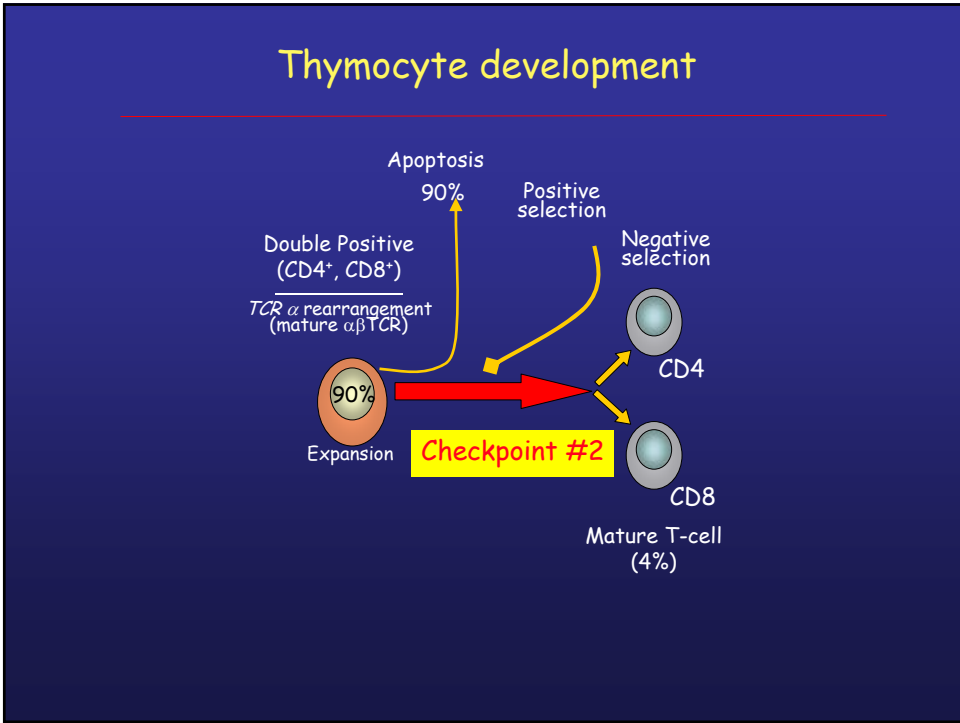 Thymocyte development
Apoptosis
90%
Positive
selection
Negative
selection
Double Positive
(CD4⁺, CD8⁺)
TCR α rearrangement
(mature αβTCR)
90%
Expansion
Checkpoint #2
CD4
CD8
Mature T-cell
(4%)